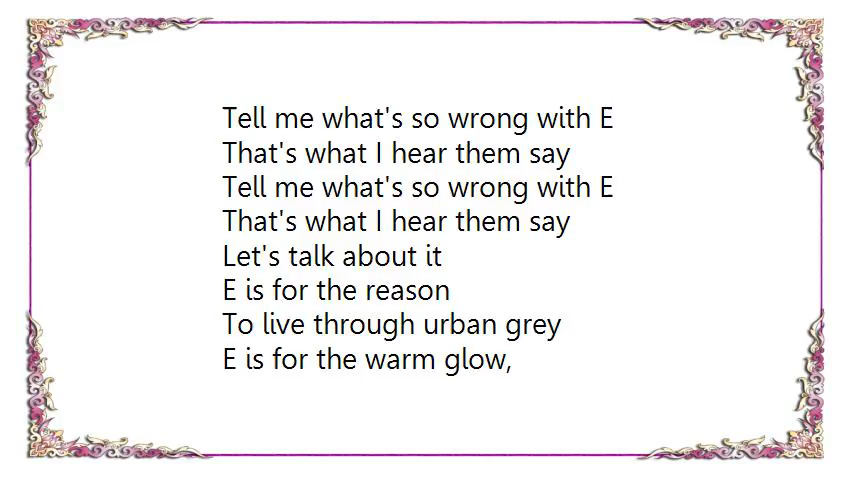 Tell me what's so wrong with E
That's what I hear them say
Tell me what's so wrong with E
That's what I hear them say
Let's talk about it
E is for the reason
To live through urban grey
E is for the warm glow,